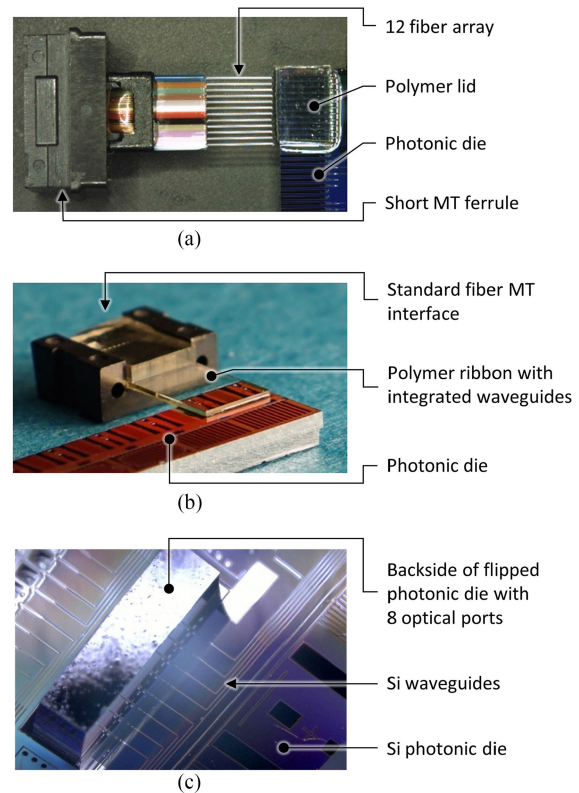 12 fiber array
Polymer lid
Photonic die
Short MT ferrule
(a)
Standard fiber MT
interface
Polymer ribbon with
integrated waveguides
Photonic die
(b)
Backside of flipped
photonic die with
8 optical ports
Si waveguides
Si photonic die
(c)